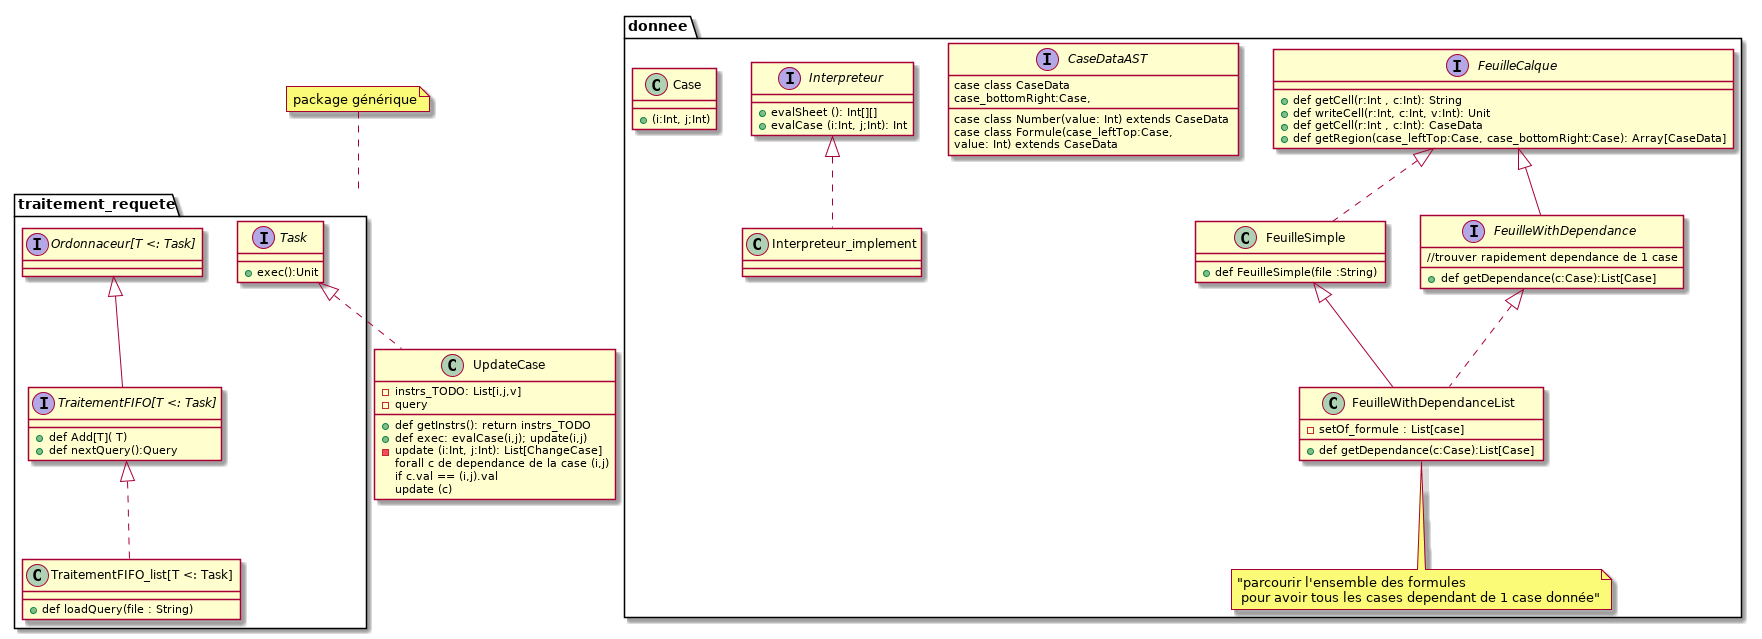 package générique
traitement_requete
I Ordonnaceur[T <: Task]
I Task
exec():Unit
I TraitementFIFO[T <: Task]
def Add[T]( T)
def nextQuery():Query
C TraitementFIFO_list[T <: Task]
def loadQuery(file : String)
C UpdateCase
instrs_TODO: List[i,j,v]
query
def getInstrs(): return instrs_TODO
def exec: evalCase(i,j); update(i,j)
update (i:Int, j:Int): List[ChangeCase]
forall c de dependance de la case (i,j)
if c.val == (i,j).val
update (c)
donnee
C Case
(i:Int, j;Int)
I Interpreteur
evalSheet (): Int[][]
evalCase (i:Int, j;Int): Int
C Interpreteur_implement
I CaseDataAST
case class CaseData
case_bottomRight:Case,
case class Number(value: Int) extends CaseData
case class Formule(case_leftTop:Case,
value: Int) extends CaseData
I FeuilleCalque
def getCell(r:Int , c:Int): String
def writeCell(r:Int, c:Int, v:Int): Unit
def getCell(r:Int , c:Int): CaseData
def getRegion(case_leftTop:Case, case_bottomRight:Case): Array[CaseData]
C FeuilleSimple
def FeuilleSimple(file :String)
I FeuilleWithDependance
//trouver rapidement dependance de 1 case
def getDependance(c:Case):List[Case]
C FeuilleWithDependanceList
setOf_formule : List[case]
def getDependance(c:Case):List[Case]
"parcourir l'ensemble des formules
pour avoir tous les cases dependant de 1 case donnée"